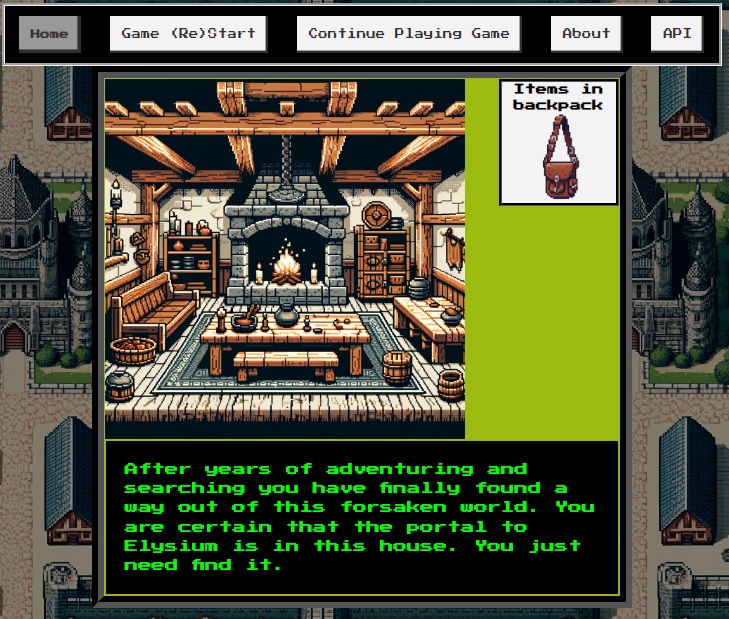 Home
Game (Re)Start
Continue Playing Game
About
API
Items in
backpack
After years of adventuring and
searching you have finally found a
way out of this forsaken world. You
are certain that the portal to
Elysium is in this house. You just
need find it.